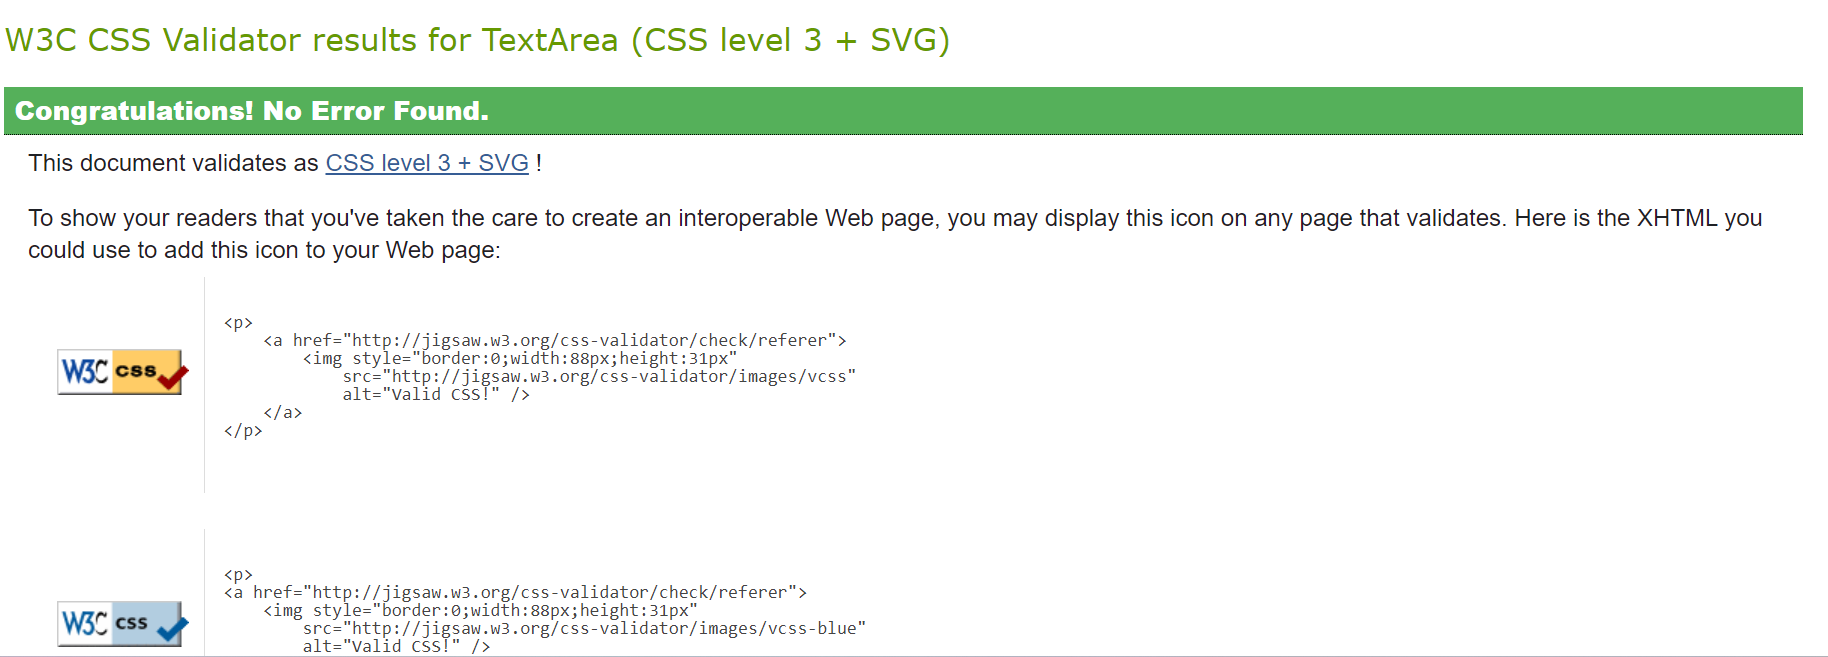 W3C CSS Validator results for TextArea (CSS level 3 + SVG)
Congratulations! No Error Found.
This document validates as CSS level 3 + SVG !
To show your readers that you've taken the care to create an interoperable Web page, you may display this icon on any page that validates. Here is the XHTML you
could use to add this icon to your Web page:
<p>
<a href="http://jigsaw.w3.org/css-validator/check/referer">
<img style="border:0;width:88px;height:31px"
W3C css
src="http://jigsaw.w3.org/css-validator/images/vcss"
alt="Valid CSS!" />
</a>
</p>
<p>
<a href="http://jigsaw.w3.org/css-validator/check/referer">
<img style="border:0;width:88px;height:31px"
W3C css
src="http://jigsaw.w3.org/css-validator/images/vcss-blue"
alt="Valid CSS!" />